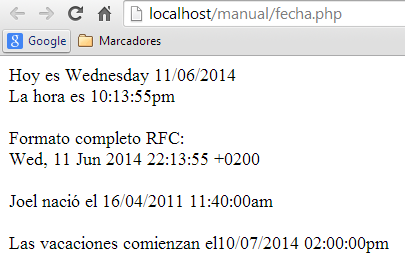 localhost/manual/fecha.php
Google
Marcadores
Hoy es Wednesday 11/06/2014
La hora es 10:13:55pm
Formato completo RFC:
Wed, 11 Jun 2014 22:13:55 +0200
Joel nació el 16/04/2011 11:40:00am
Las vacaciones comienzan el10/07/2014 02:00:00pm